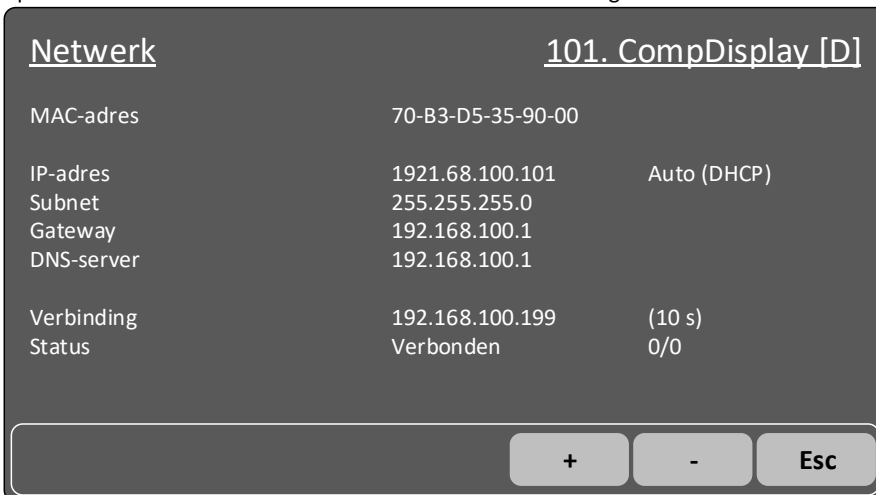 Netwerk 101. CompDisplay [D]
MAC-adres 70-B3-D5-35-90-00
IP-adres 1921.68.100.101 Auto (DHCP)
Subnet 255.255.255.0
Gateway 192.168.100.1
DNS-server 192.168.100.1
Verbinding 192.168.100.199 (10 s)
Status Verbonden 0/0
+ - Esc